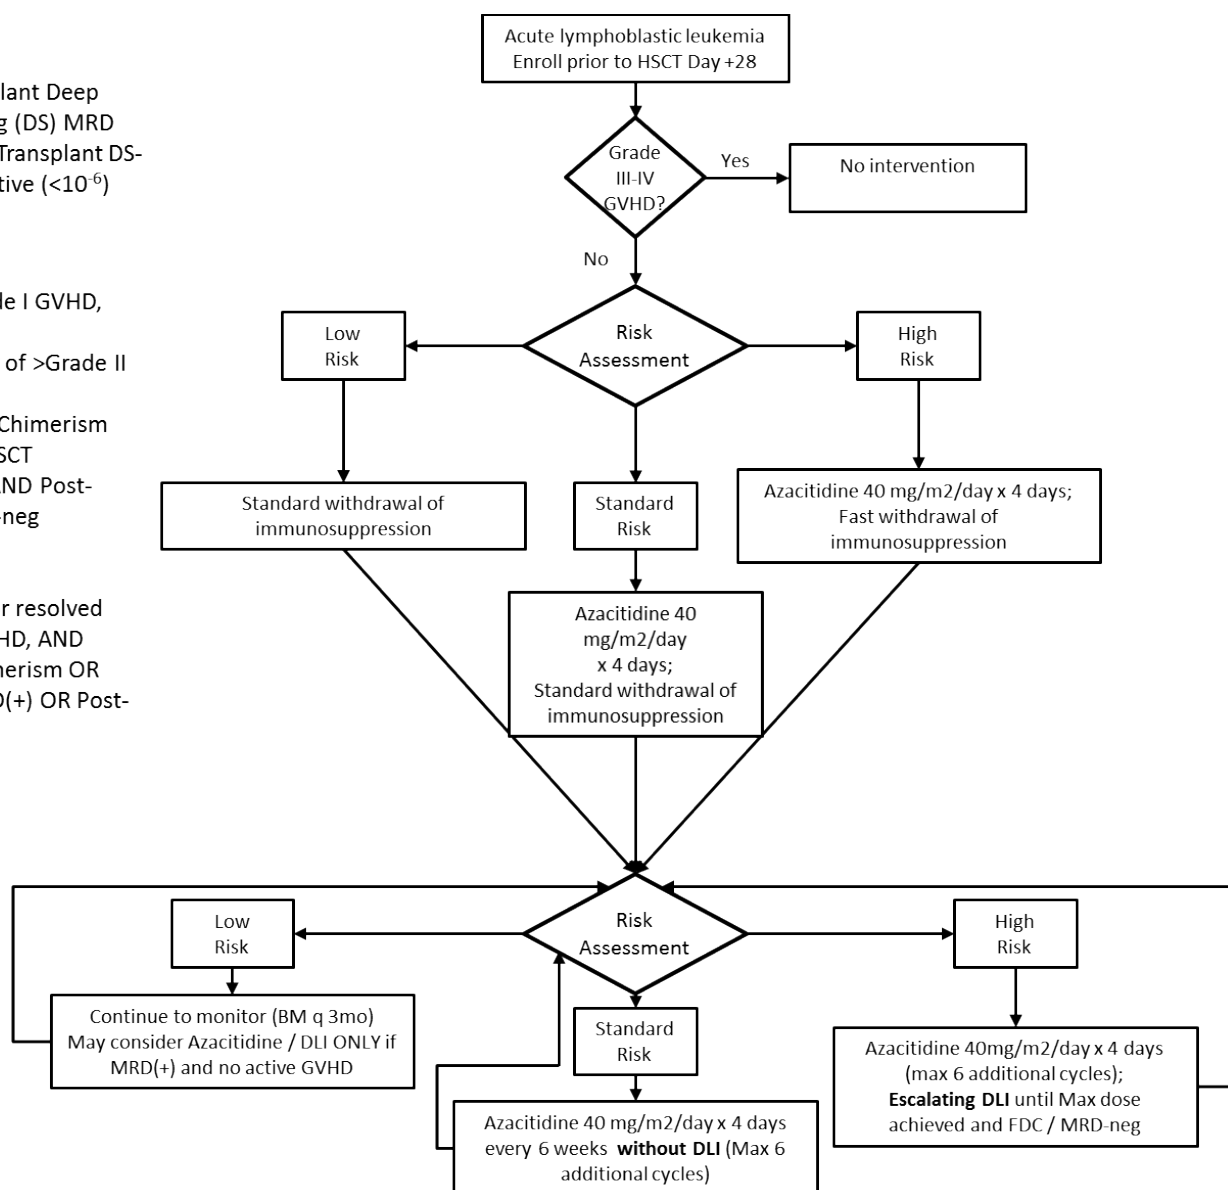 Acute lymphoblastic leukemia
Enroll prior to HSCT Day +28
lant Deep
g (DS) MRD
Transplant DS-
tive (<10⁻⁶)
Grade
III-IV
GVHD?
Yes
No intervention
No
de I GVHD,
of >Grade II
Chimerism
SCT
AND Post-
-neg
r resolved
HD, AND
merism OR
D(+) OR Post-
Low
Risk
Risk
Assessment
High
Risk
Standard withdrawal of
immunosuppression
Standard
Risk
Azacitidine 40 mg/m2/day x 4 days;
Fast withdrawal of
immunosuppression
Azacitidine 40
mg/m2/day
x 4 days;
Standard withdrawal of
immunosuppression
Low
Risk
Risk
Assessment
High
Risk
Continue to monitor (BM q 3mo)
May consider Azacitidine / DLI ONLY if
MRD(+) and no active GVHD
Standard
Risk
Azacitidine 40mg/m2/day x 4 days
(max 6 additional cycles);
Escalating DLI until Max dose
achieved and FDC / MRD-neg
Azacitidine 40 mg/m2/day x 4 days
every 6 weeks without DLI (Max 6
additional cycles)